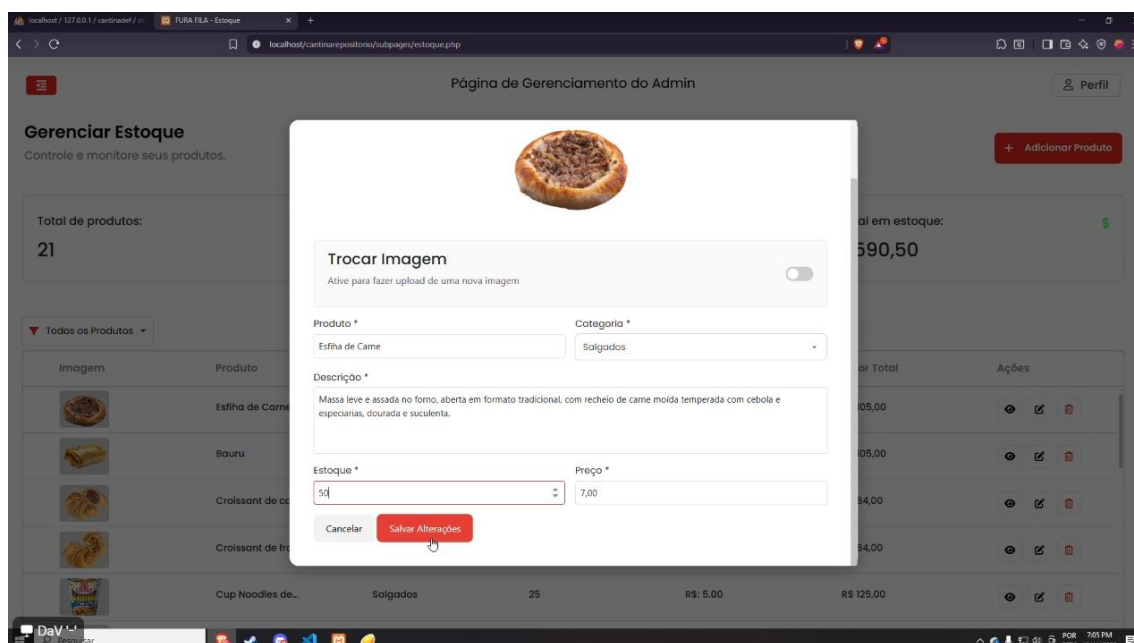 localhost / 127.0.0.1 / cantinadef / 
FURA FILA - Estoque
localhost/cantinarepositorio/subpages/estoque.php
Página de Gerenciamento do Admin
Perfil
Gerenciar Estoque
Controle e monitore seus produtos.
+ Adicionar Produto
Total de produtos:
21
al em estoque:
$
590,50
Trocar Imagem
Ative para fazer upload de uma nova imagem
Todos os Produtos
Produto *
Categoria *
Esfiha de Carne
Salgados
Descrição *
Massa leve e assada no forno, aberta em formato tradicional, com recheio de carne moída temperada com cebola e
especiarias, dourada e suculenta.
Estoque *
Preço *
50
7,00
Cancelar
Salvar Alterações
Imagem
Produto
or Total
Ações
Esfiha de Carne
105,00
Bauru
105,00
Croissant de
84,00
Croissant de
84,00
Cup Noodles de...
Salgados
25
R$: 5.00
R$ 125,00
DaV '-'
Pesquisar
POR
7:05 PM